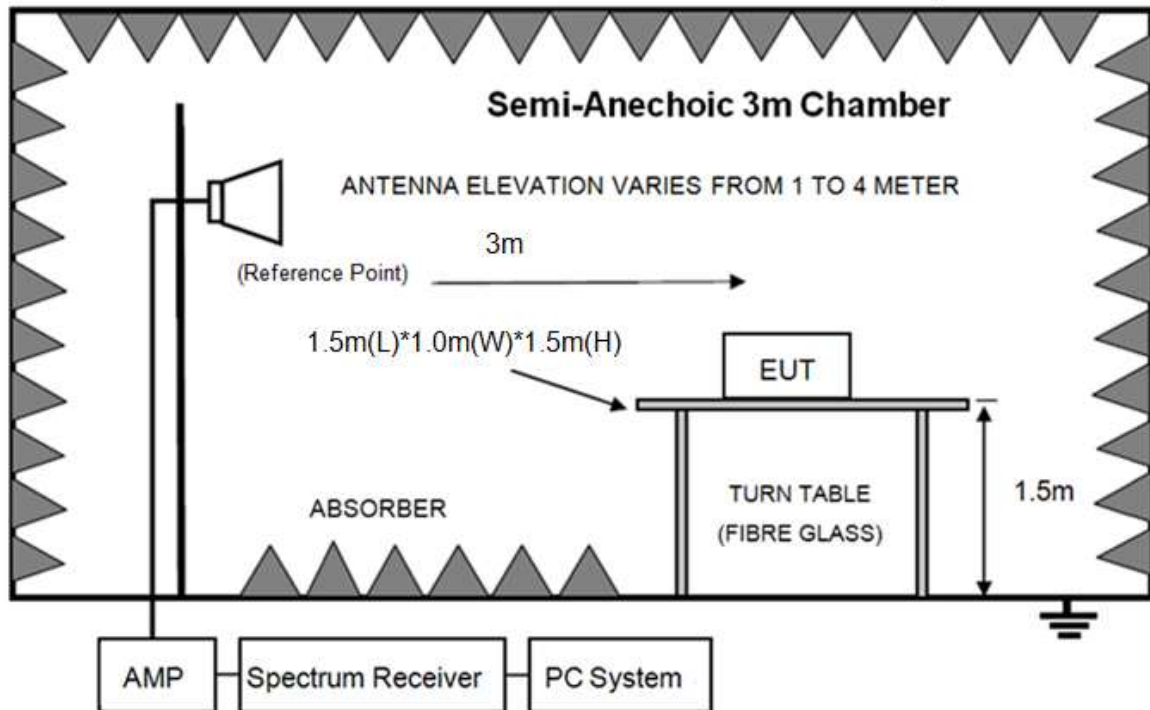 Semi-Anechoic 3m Chamber
ANTENNA ELEVATION VARIES FROM 1 TO 4 METER
3m
(Reference Point)
1.5m(L)*1.0m(W)*1.5m(H)
EUT
ABSORBER
TURN TABLE
(FIBRE GLASS)
1.5m
AMP
Spectrum Receiver
PC System